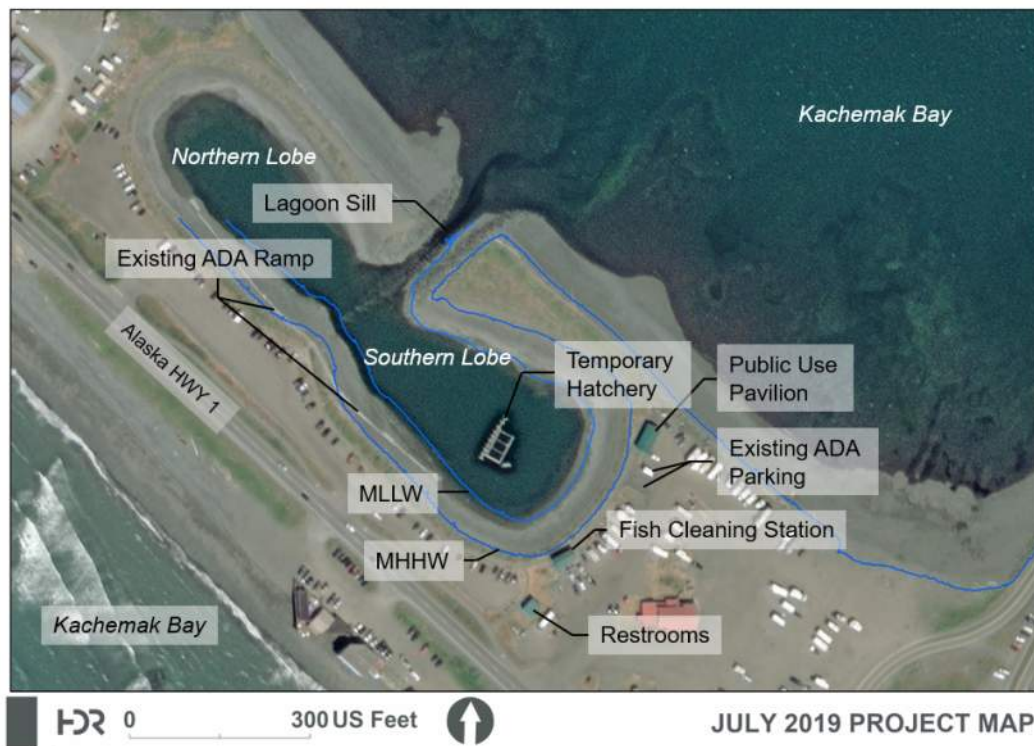 Kachemak Bay
Northern Lobe
Lagoon Sill
Existing ADA Ramp
Alaska HWY 1
Southern Lobe
Temporary
Hatchery
Public Use
Pavilion
Existing ADA
Parking
MLLW
Fish Cleaning Station
MHHW
Kachemak Bay
Restrooms
HDR
0
300 US Feet
JULY 2019 PROJECT MAP